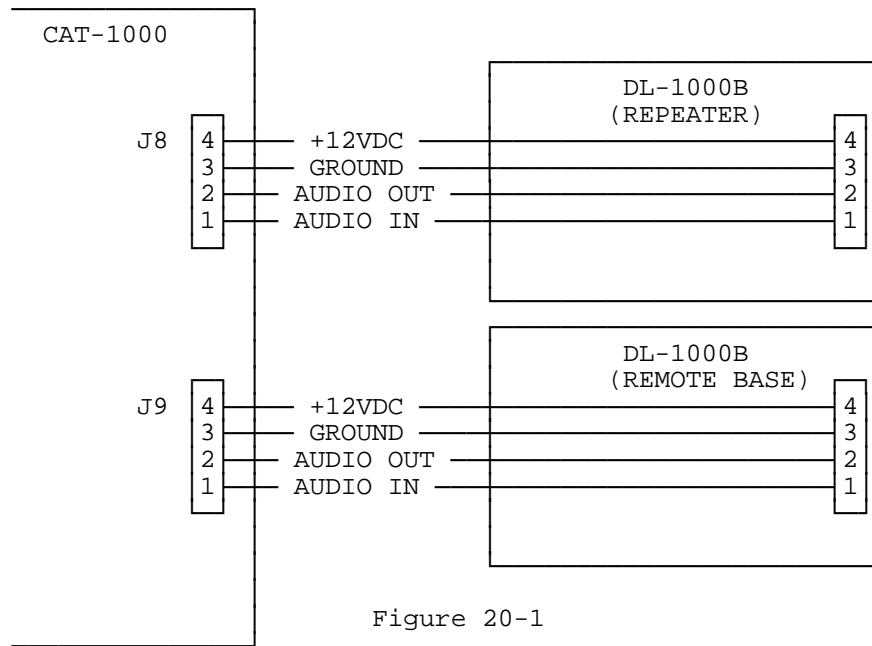 CAT-1000
DL-1000B
(REPEATER)
J8 4 +12VDC 4
3 GROUND 3
2 AUDIO OUT 2
1 AUDIO IN 1
DL-1000B
(REMOTE BASE)
J9 4 +12VDC 4
3 GROUND 3
2 AUDIO OUT 2
1 AUDIO IN 1
Figure 20-1